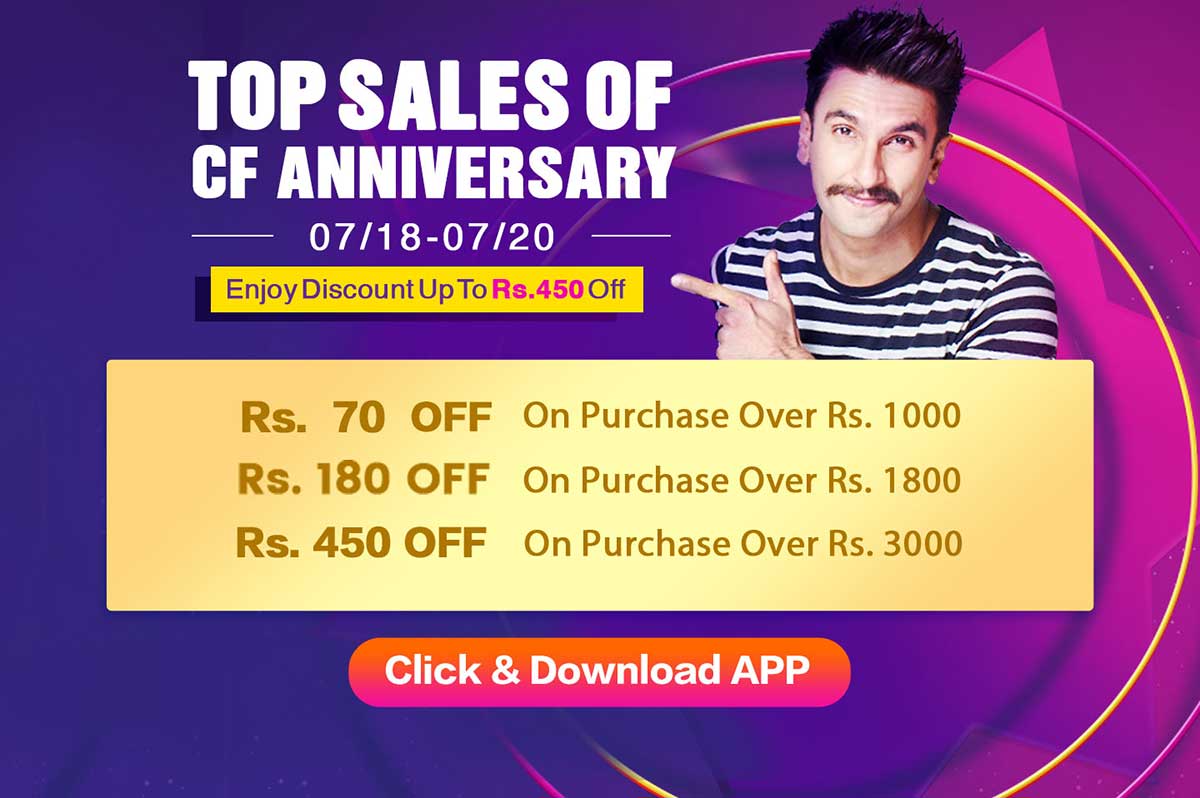 TOP SALES OF
CF ANNIVERSARY
07/18-07/20
Enjoy Discount Up To Rs.450 Off
Rs. 70 OFF On Purchase Over Rs. 1000
Rs. 180 OFF On Purchase Over Rs. 1800
Rs. 450 OFF On Purchase Over Rs. 3000
Click & Download APP